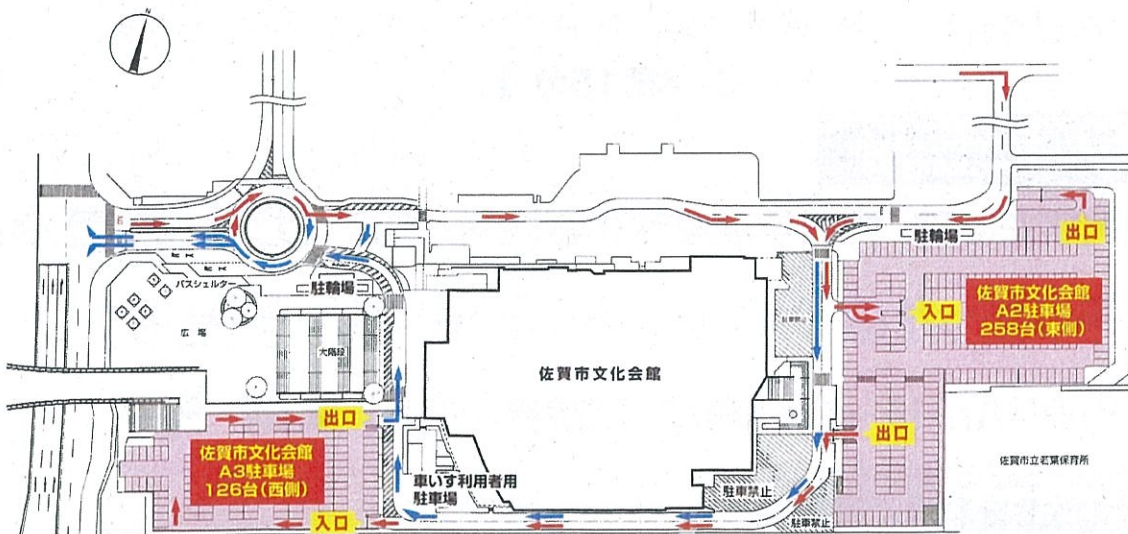 N
駐輪場
出口
バスシェルター
駐輪場
佐賀市文化会館
A2駐車場
258台(東側)
入口
駐車禁止
広場
大階段
佐賀市文化会館
出口
出口
佐賀市文化会館
A3駐車場
126台(西側)
車いす利用者用
駐車場
佐賀市立若葉保育所
駐車禁止
入口
駐車禁止